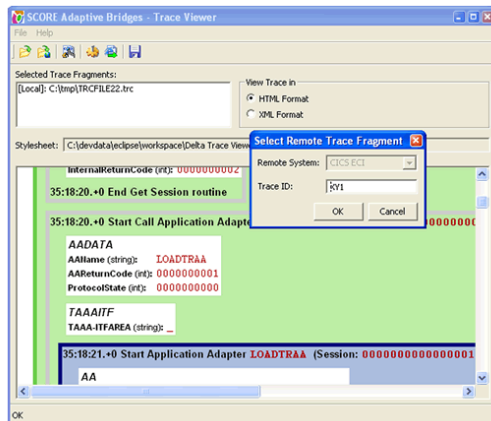 SCORE Adaptive Bridges - Trace Viewer
File Help
Selected Trace Fragments:
[Local]: C:\tmp\TRCFILE22.trc
View Trace in
HTML Format
XML Format
Stylesheet: C:\devdata\eclipse\workspace\Delta Trace View
Select Remote Trace Fragment
Remote System: CICS ECI
Trace ID: KY1
OK Cancel
InternalReturnCode (int): 0000000002
35:18:20.+0 End Get Session routine
35:18:20.+0 Start Call Application Adapte
AADATA
AAName (string): LOADTRAA
AAReturnCode (int): 0000000001
ProtocolState (int): 0000000000
TAAAITF
TAAA-ITFAREA (string): _
35:18:21.+0 Start Application Adapter LOADTRAA (Session: 0000000000000001
AA
OK